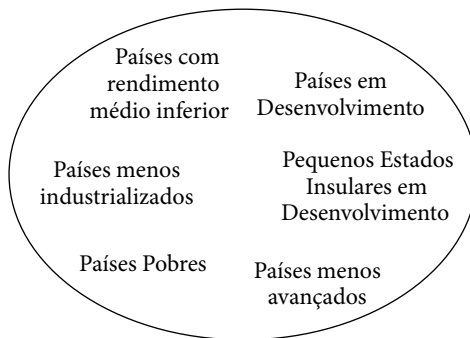 Países com
rendimento
médio inferior
Países em
Desenvolvimento
Países menos
industrializados
Pequenos Estados
Insulares em
Desenvolvimento
Países Pobres
Países menos
avançados